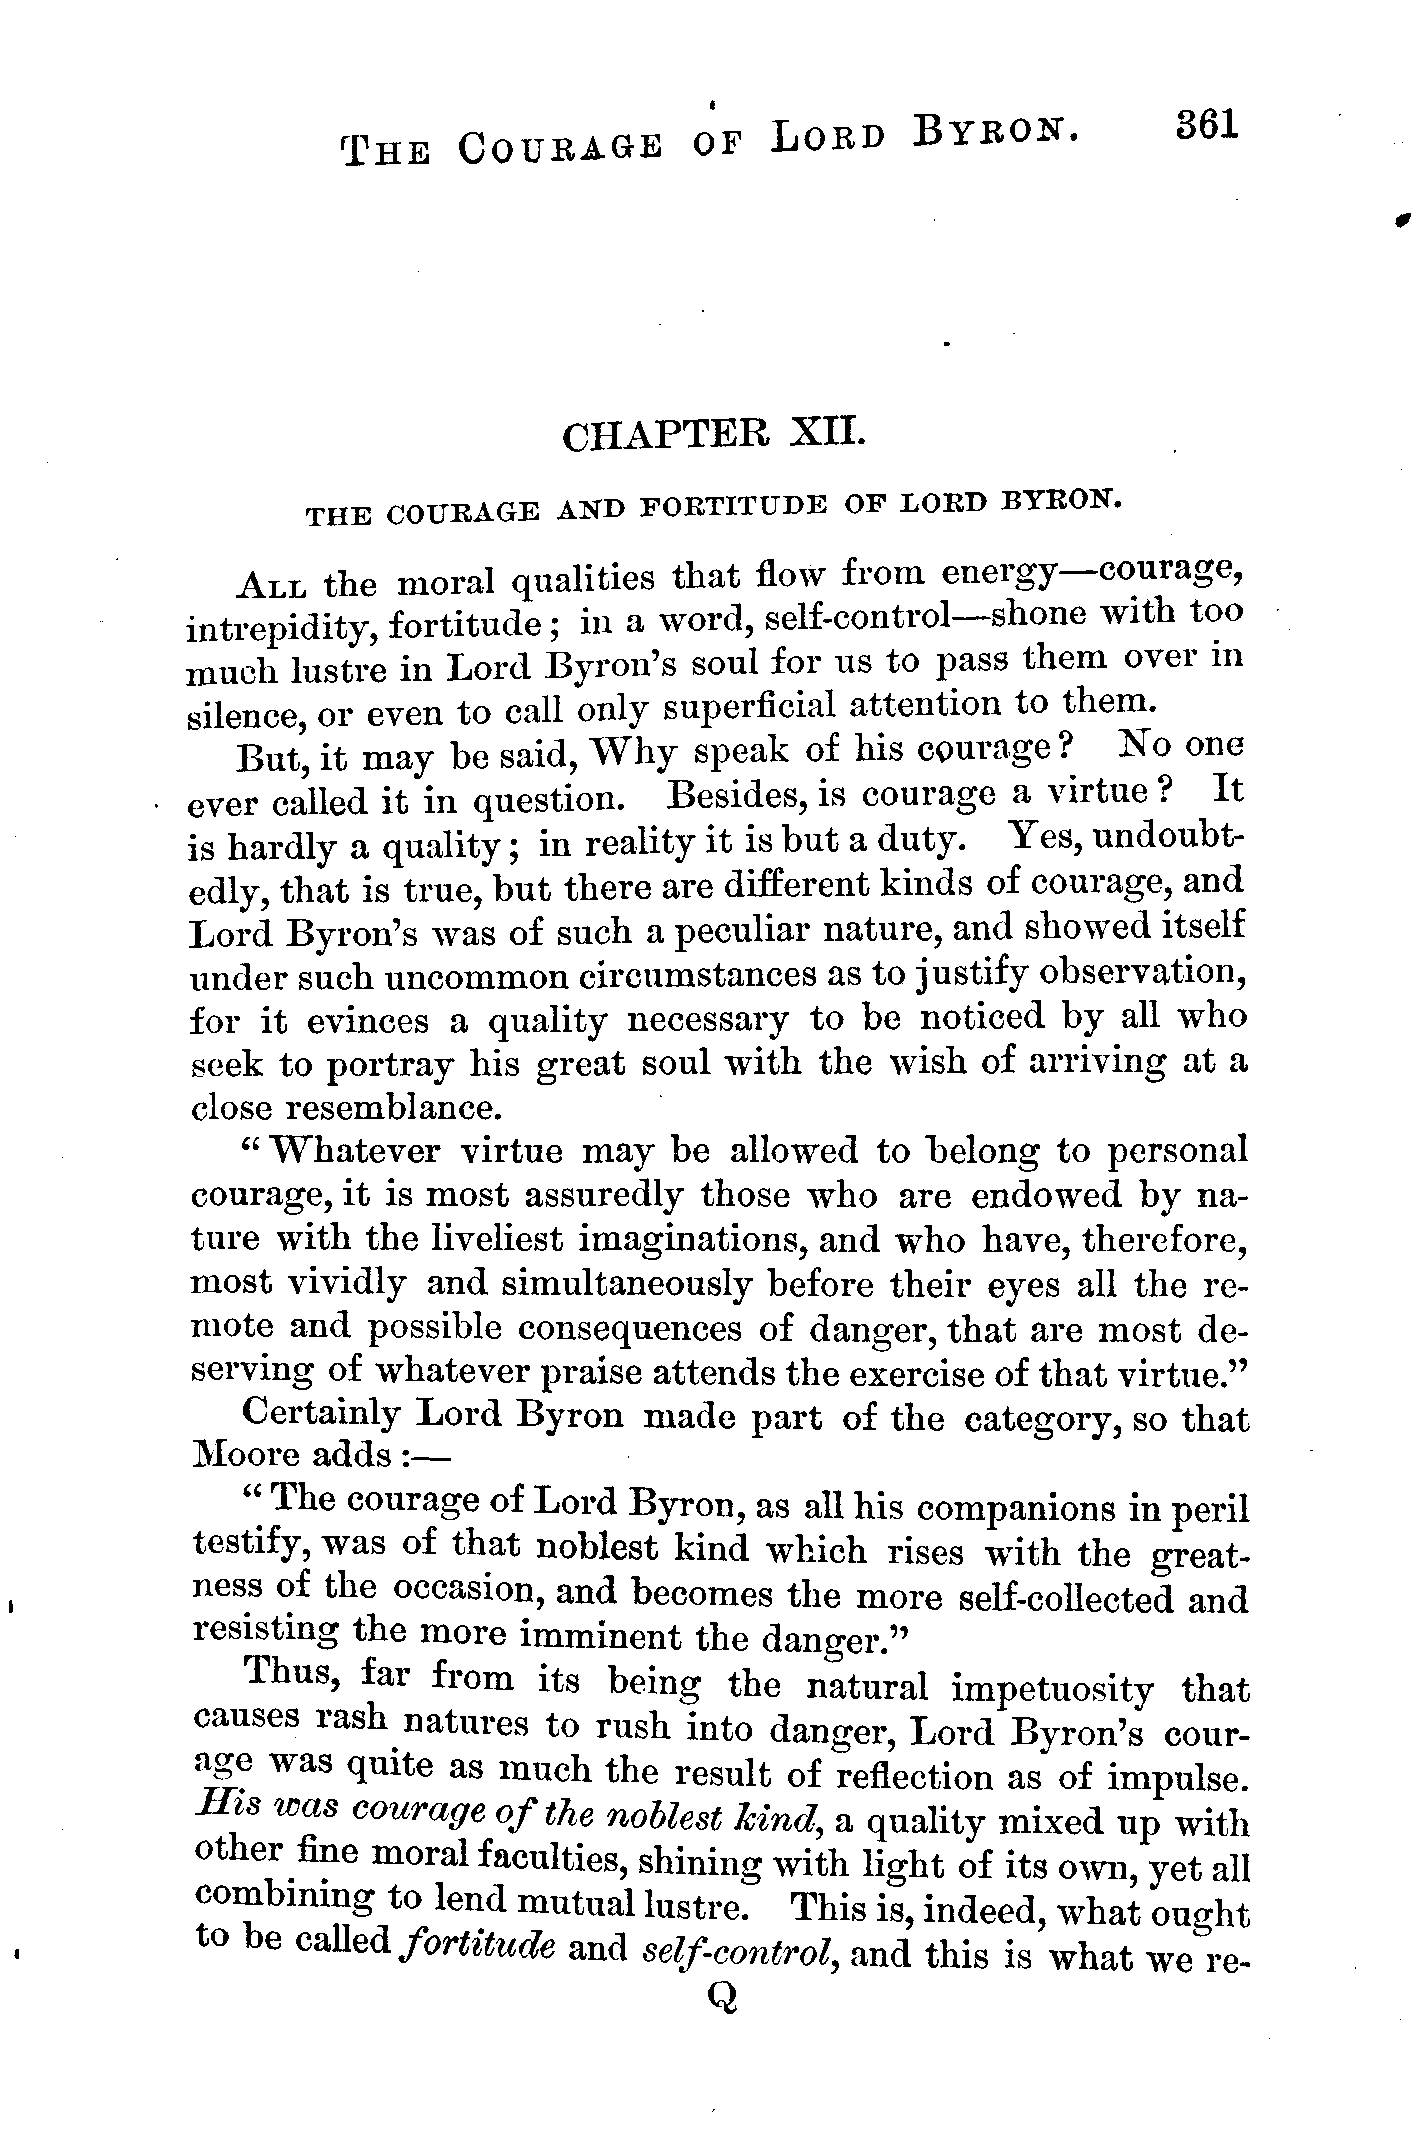 THE COURAGE OF LORD BYRON. 361
CHAPTER XII.
THE COURAGE AND FORTITUDE OF LORD BYRON.
ALL the moral qualities that flow from energy—courage,
intrepidity, fortitude; in a word, self-control—shone with too
much lustre in Lord Byron's soul for us to pass them over in
silence, or even to call only superficial attention to them.
But, it may be said, Why speak of his courage? No one
ever called it in question. Besides, is courage a virtue? It
is hardly a quality; in reality it is but a duty. Yes, undoubt-
edly, that is true, but there are different kinds of courage, and
Lord Byron's was of such a peculiar nature, and showed itself
under such uncommon circumstances as to justify observation,
for it evinces a quality necessary to be noticed by all who
seek to portray his great soul with the wish of arriving at a
close resemblance.
"Whatever virtue may be allowed to belong to personal
courage, it is most assuredly those who are endowed by na-
ture with the liveliest imaginations, and who have, therefore,
most vividly and simultaneously before their eyes all the re-
mote and possible consequences of danger, that are most de-
serving of whatever praise attends the exercise of that virtue."
Certainly Lord Byron made part of the category, so that
Moore adds:—
"The courage of Lord Byron, as all his companions in peril
testify, was of that noblest kind which rises with the great-
ness of the occasion, and becomes the more self-collected and
resisting the more imminent the danger."
Thus, far from its being the natural impetuosity that
causes rash natures to rush into danger, Lord Byron's cour-
age was quite as much the result of reflection as of impulse.
His was courage of the noblest kind, a quality mixed up with
other fine moral faculties, shining with light of its own, yet all
combining to lend mutual lustre. This is, indeed, what ought
to be called fortitude and self-control, and this is what we re-
Q